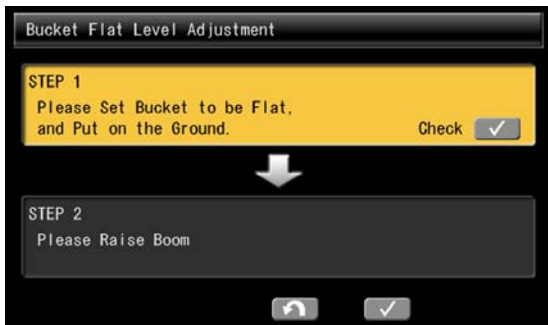 Bucket Flat Level Adjustment
STEP 1
Please Set Bucket to be Flat,
and Put on the Ground.
Check
STEP 2
Please Raise Boom